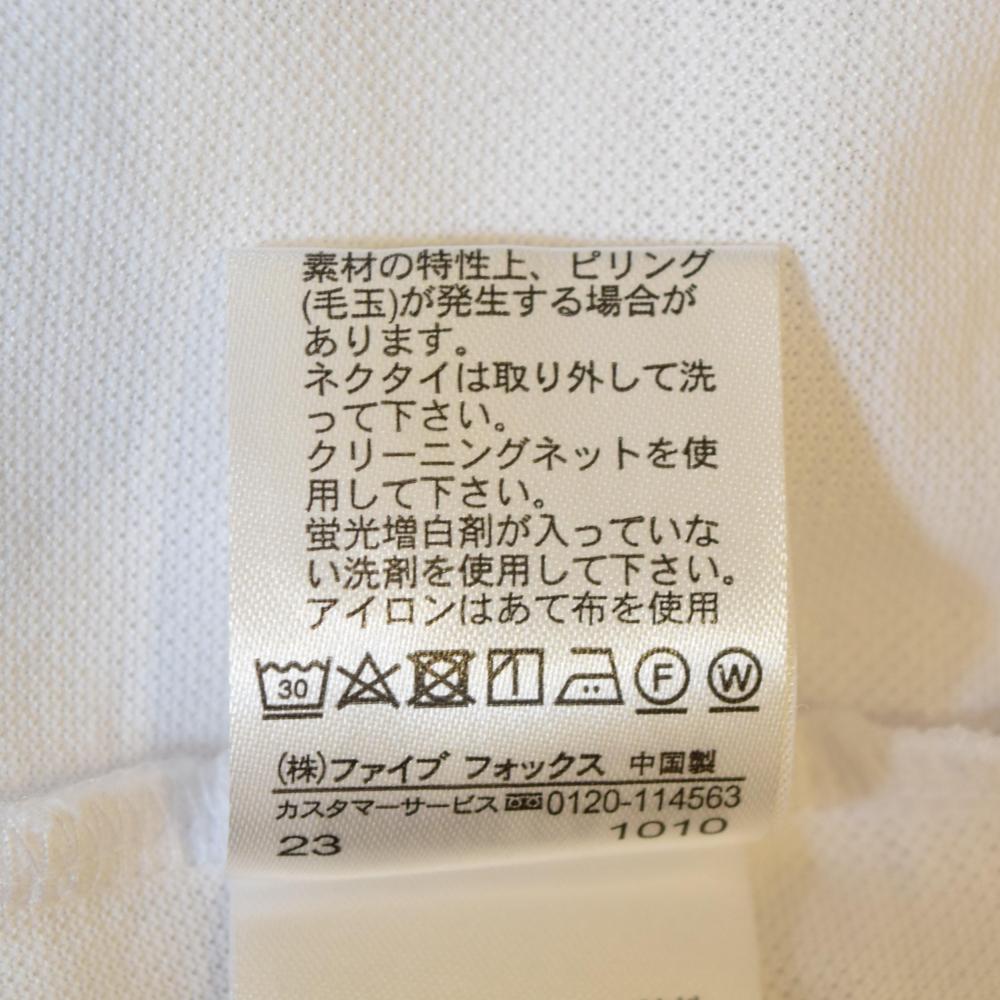 素材の特性上、ピリング
(毛玉)が発生する場合が
あります。
ネクタイは取り外して洗
って下さい。
クリーニングネットを使
用して下さい。
蛍光増白剤が入っていな
い洗剤を使用して下さい。
アイロンはあて布を使用
30 F W
(株)ファイブ フォックス 中国製
カスタマーサービス 0120-114563
23 1010